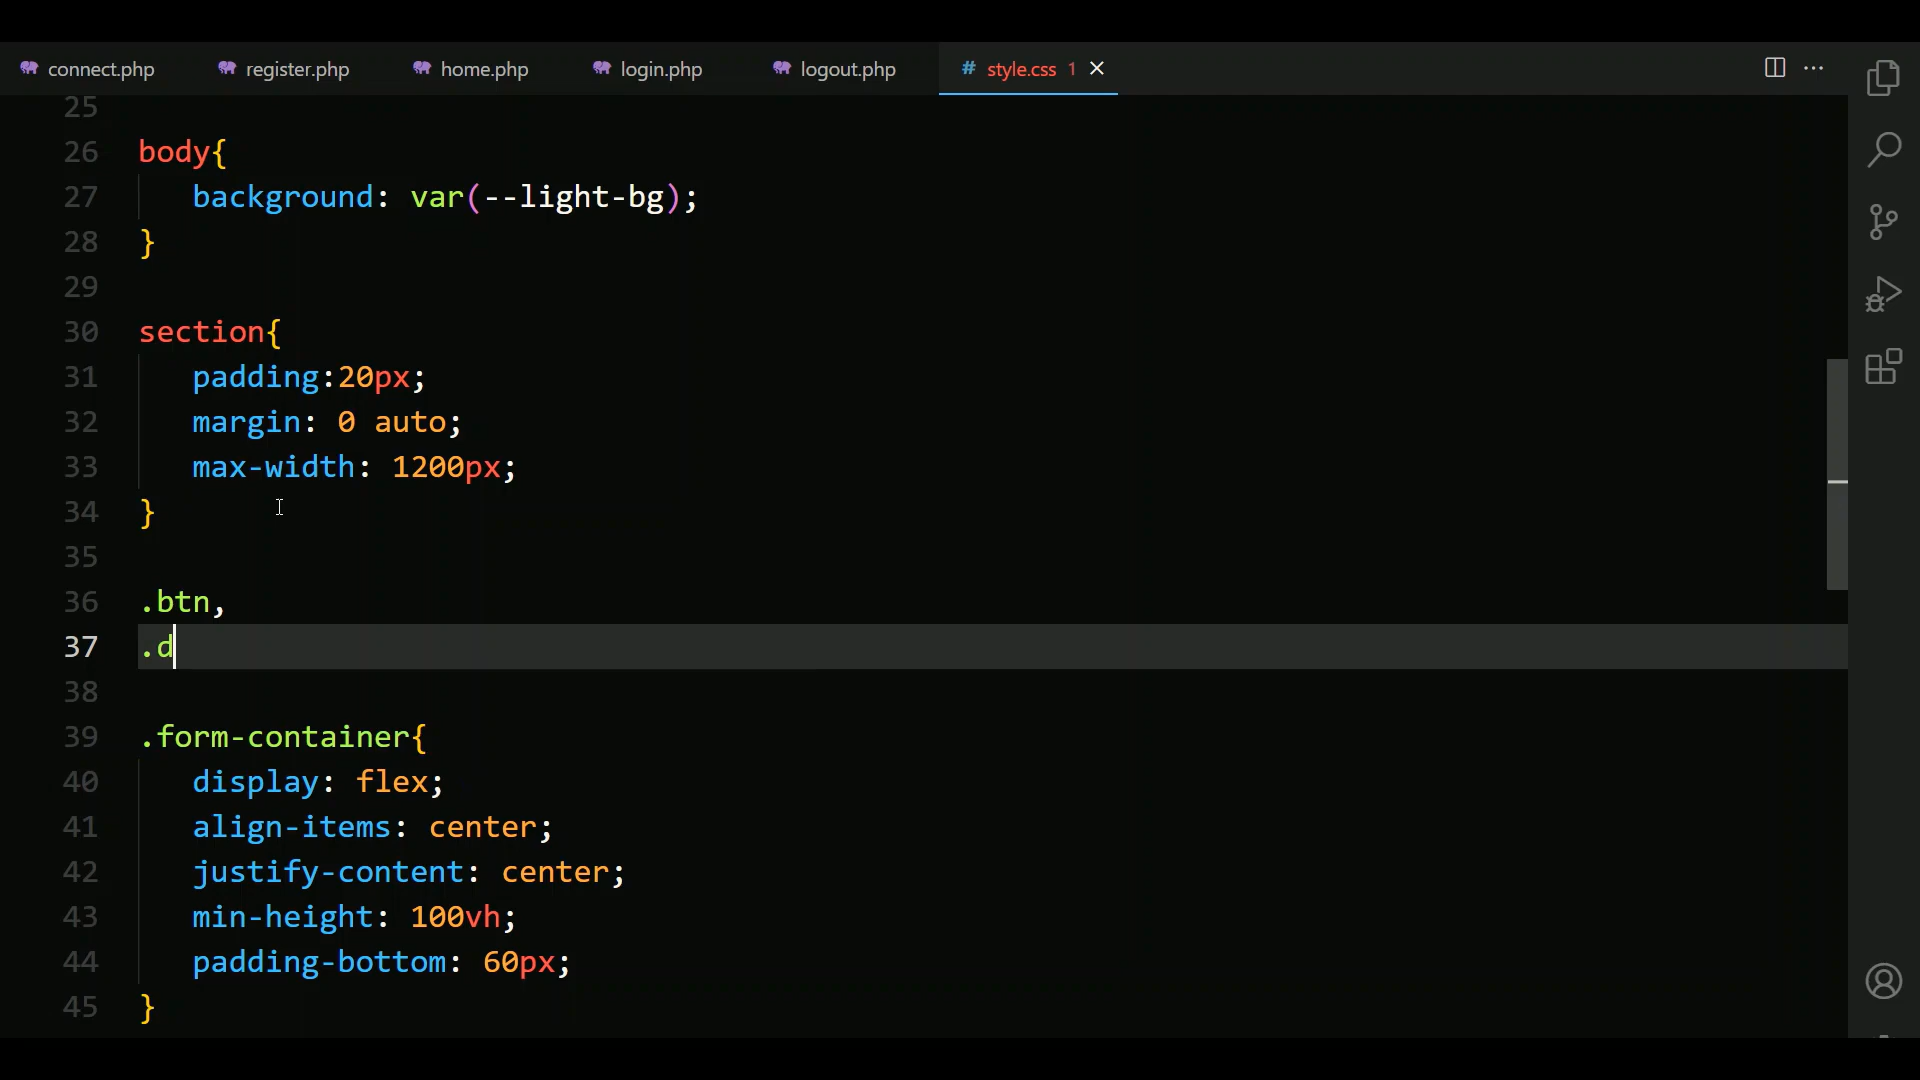 connect.php register.php home.php login.php logout.php # style.css 1
25
26 body{
27 background: var(--light-bg);
28 }
29
30 section{
31 padding:20px;
32 margin: 0 auto;
33 max-width: 1200px;
34 }
35
36 .btn,
37 .d
38
39 .form-container{
40 display: flex;
41 align-items: center;
42 justify-content: center;
43 min-height: 100vh;
44 padding-bottom: 60px;
45 }